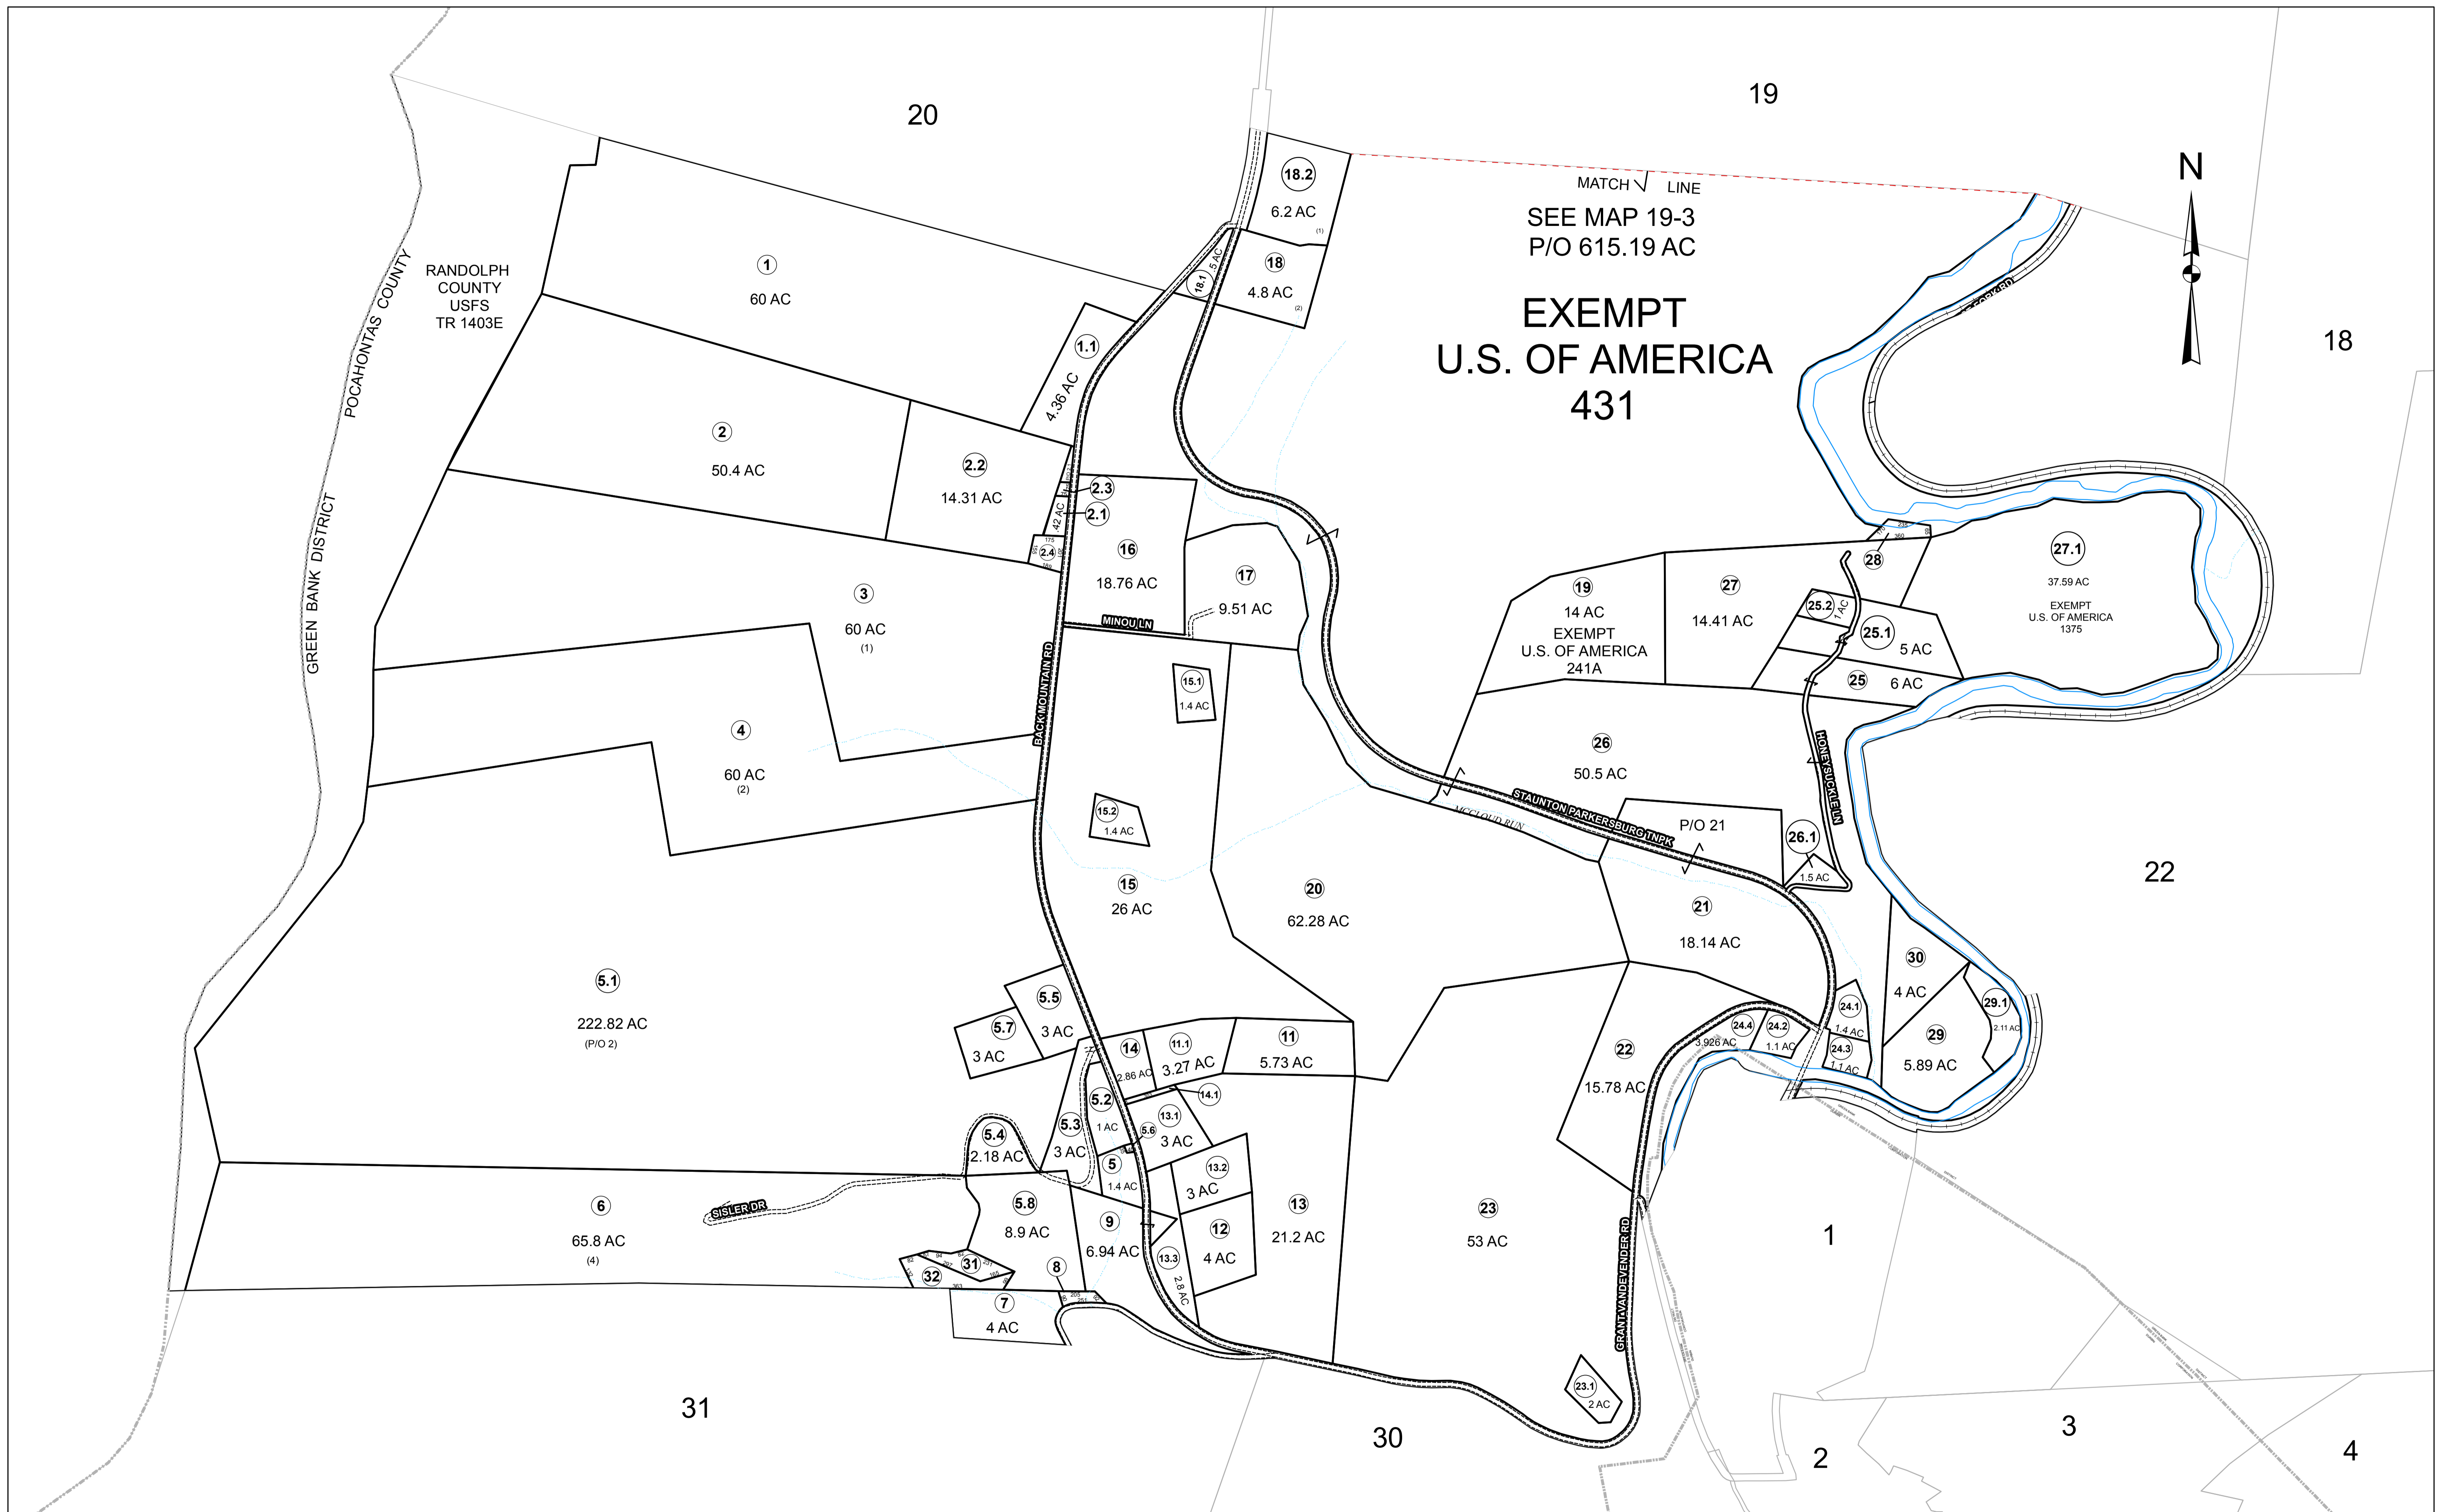 20
19
N
18.2
6.2 AC
(1)
MATCH LINE
SEE MAP 19-3
P/O 615.19 AC
EXEMPT
U.S. OF AMERICA
431
18
RANDOLPH
COUNTY
USFS
TR 1403E
POCAHONTAS COUNTY
GREEN BANK DISTRICT
1
60 AC
18.1
.5 AC
18
4.8 AC
(2)
1.1
4.36 AC
2
50.4 AC
2.2
14.31 AC
2.3
2.1
.42 AC
2.4
175
189
16
18.76 AC
17
9.51 AC
MINOU LN
3
60 AC
(1)
BACK MOUNTAIN RD
4
60 AC
(2)
15.1
1.4 AC
15.2
1.4 AC
15
26 AC
19
14 AC
EXEMPT
U.S. OF AMERICA
241A
27
14.41 AC
28
360
27.1
37.59 AC
EXEMPT
U.S. OF AMERICA
1375
25.2
1 AC
25.1
5 AC
25
6 AC
HONEYSUCKLE LN
26
50.5 AC
STAUNTON PARKERSBURG TNPK
MCCLOUD RUN
P/O 21
26.1
1.5 AC
22
20
62.28 AC
21
18.14 AC
5.1
222.82 AC
(P/O 2)
5.5
3 AC
5.7
3 AC
14
2.86 AC
11.1
3.27 AC
11
5.73 AC
14.1
22
15.78 AC
24.4
3.926 AC
24.2
1.1 AC
24.1
1.4 AC
24.3
1.1 AC
30
4 AC
29
5.89 AC
29.1
2.11 AC
5.2
1 AC
5.3
3 AC
5.4
2.18 AC
5.6
5
1.4 AC
13.1
3 AC
13.2
3 AC
13
21.2 AC
12
4 AC
13.3
2.8 AC
6
65.8 AC
(4)
SISLER DR
5.8
8.9 AC
9
6.94 AC
31
32
363
8
205
251
7
4 AC
23
53 AC
GRANT VANDEVENDER RD
23.1
2 AC
1
31
30
2
3
4